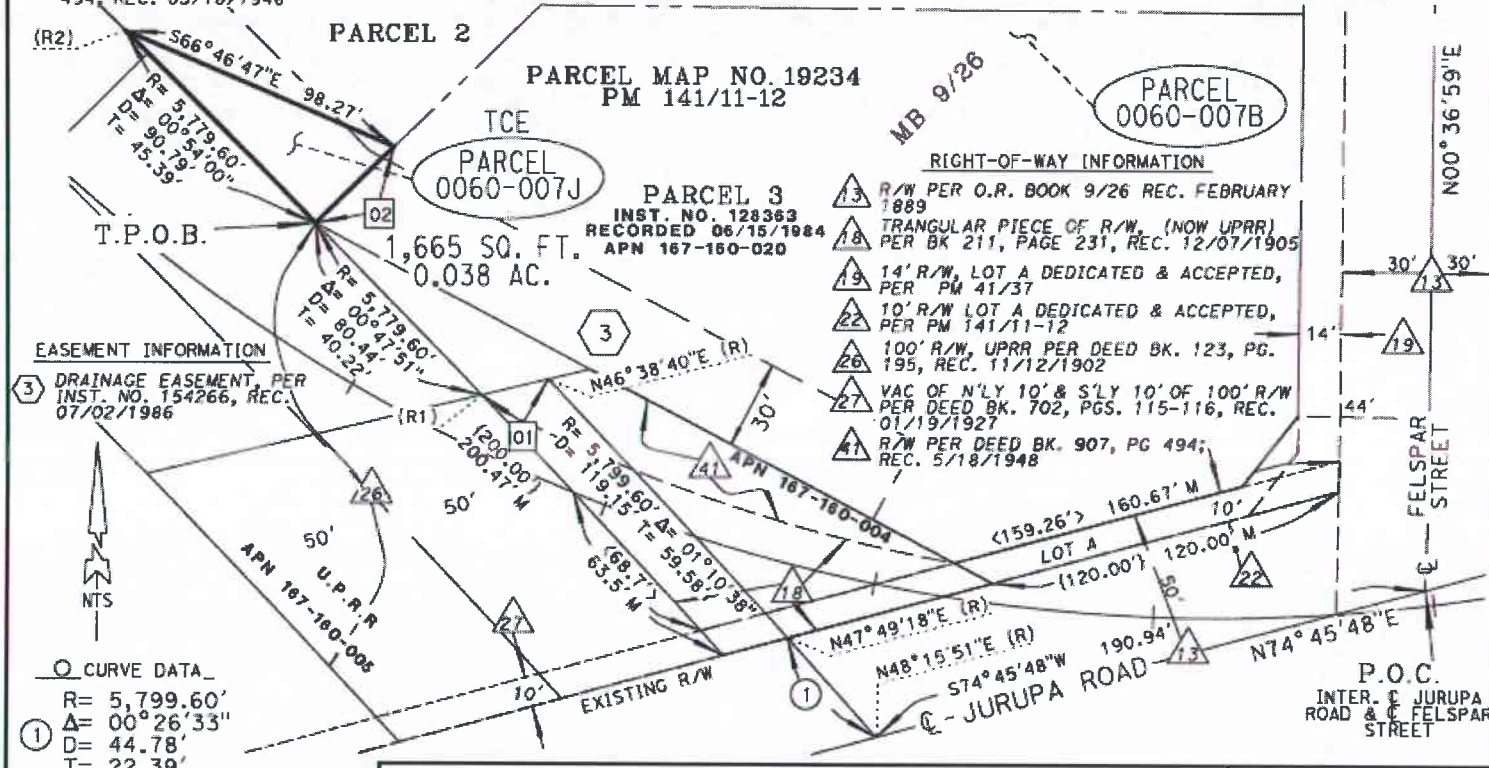 494, REC. 05/18/1948
(R2)
S66°46'47"E 98.27'
PARCEL 2
PARCEL MAP NO. 19234
PM 141/11-12
MB 9/26
PARCEL
0060-007B
N00°36'59"E
R= 5,779.60'
Δ= 00°54'00"
D= 90.79'
T= 45.39'
TCE
PARCEL
0060-007J
02
T.P.O.B.
1,665 SQ. FT.
0.038 AC.
PARCEL 3
INST. NO. 128363
RECORDED 06/15/1984
APN 167-160-020
RIGHT-OF-WAY INFORMATION
13 R/W PER O.R. BOOK 9/26 REC. FEBRUARY
1889
18 TRANGULAR PIECE OF R/W, (NOW UPRR)
PER BK 211, PAGE 231, REC. 12/07/1905
19 14' R/W, LOT A DEDICATED & ACCEPTED,
PER PM 41/37
22 10' R/W LOT A DEDICATED & ACCEPTED,
PER PM 141/11-12
26 100' R/W, UPRR PER DEED BK. 123, PG.
195, REC. 11/12/1902
27 VAC OF N'LY 10' & S'LY 10' OF 100' R/W
PER DEED BK. 702, PGS. 115-116, REC.
01/19/1927
41 R/W PER DEED BK. 907, PG 494;
REC. 5/18/1948
30' 30'
13
14'
19
44'
FELSPAR
STREET
℄
R= 5,779.60'
Δ= 00°47'51"
D= 80.44'
T= 40.22'
EASEMENT INFORMATION
3 DRAINAGE EASEMENT, PER
INST. NO. 154266, REC.
07/02/1986
3
N46°38'40"E (R)
(R1)
01
30'
41
APN 167-160-004
(200.00')
200.47' M
R= 5,799.60' Δ= 01°10'38"
D= 119.15' T= 59.58'
<68.7'>
63.5' M
26
50'
50'
U.P.R.R
APN 167-160-005
NTS
27
18
<159.26'> 160.67' M
LOT A
10'
(120.00') 120.00' M
22
50'
N47°49'18"E (R)
N48°15'51"E (R)
S74°45'48"W 190.94'
13
N74°45'48"E
℄ - JURUPA ROAD
1
EXISTING R/W
10'
P.O.C.
INTER. ℄ JURUPA
ROAD & ℄ FELSPAR
STREET
O CURVE DATA
1
R= 5,799.60'
Δ= 00°26'33"
D= 44.78'
T= 22.39'